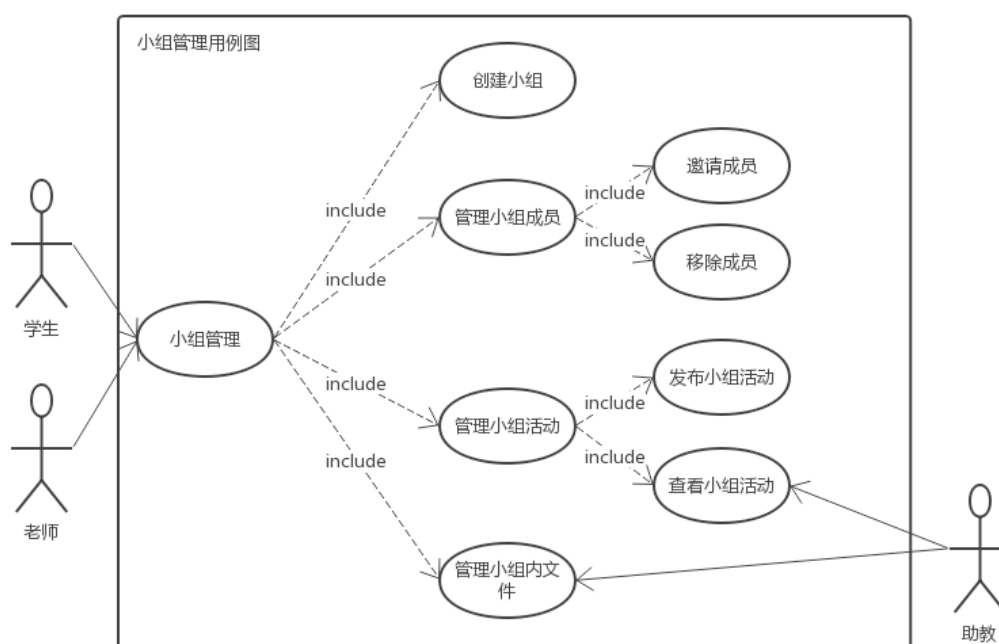 小组管理用例图
创建小组
邀请成员
include
include
管理小组成员
include
移除成员
include
学生
小组管理
include
发布小组活动
include
管理小组活动
include
include
查看小组活动
老师
管理小组内文
件
助教